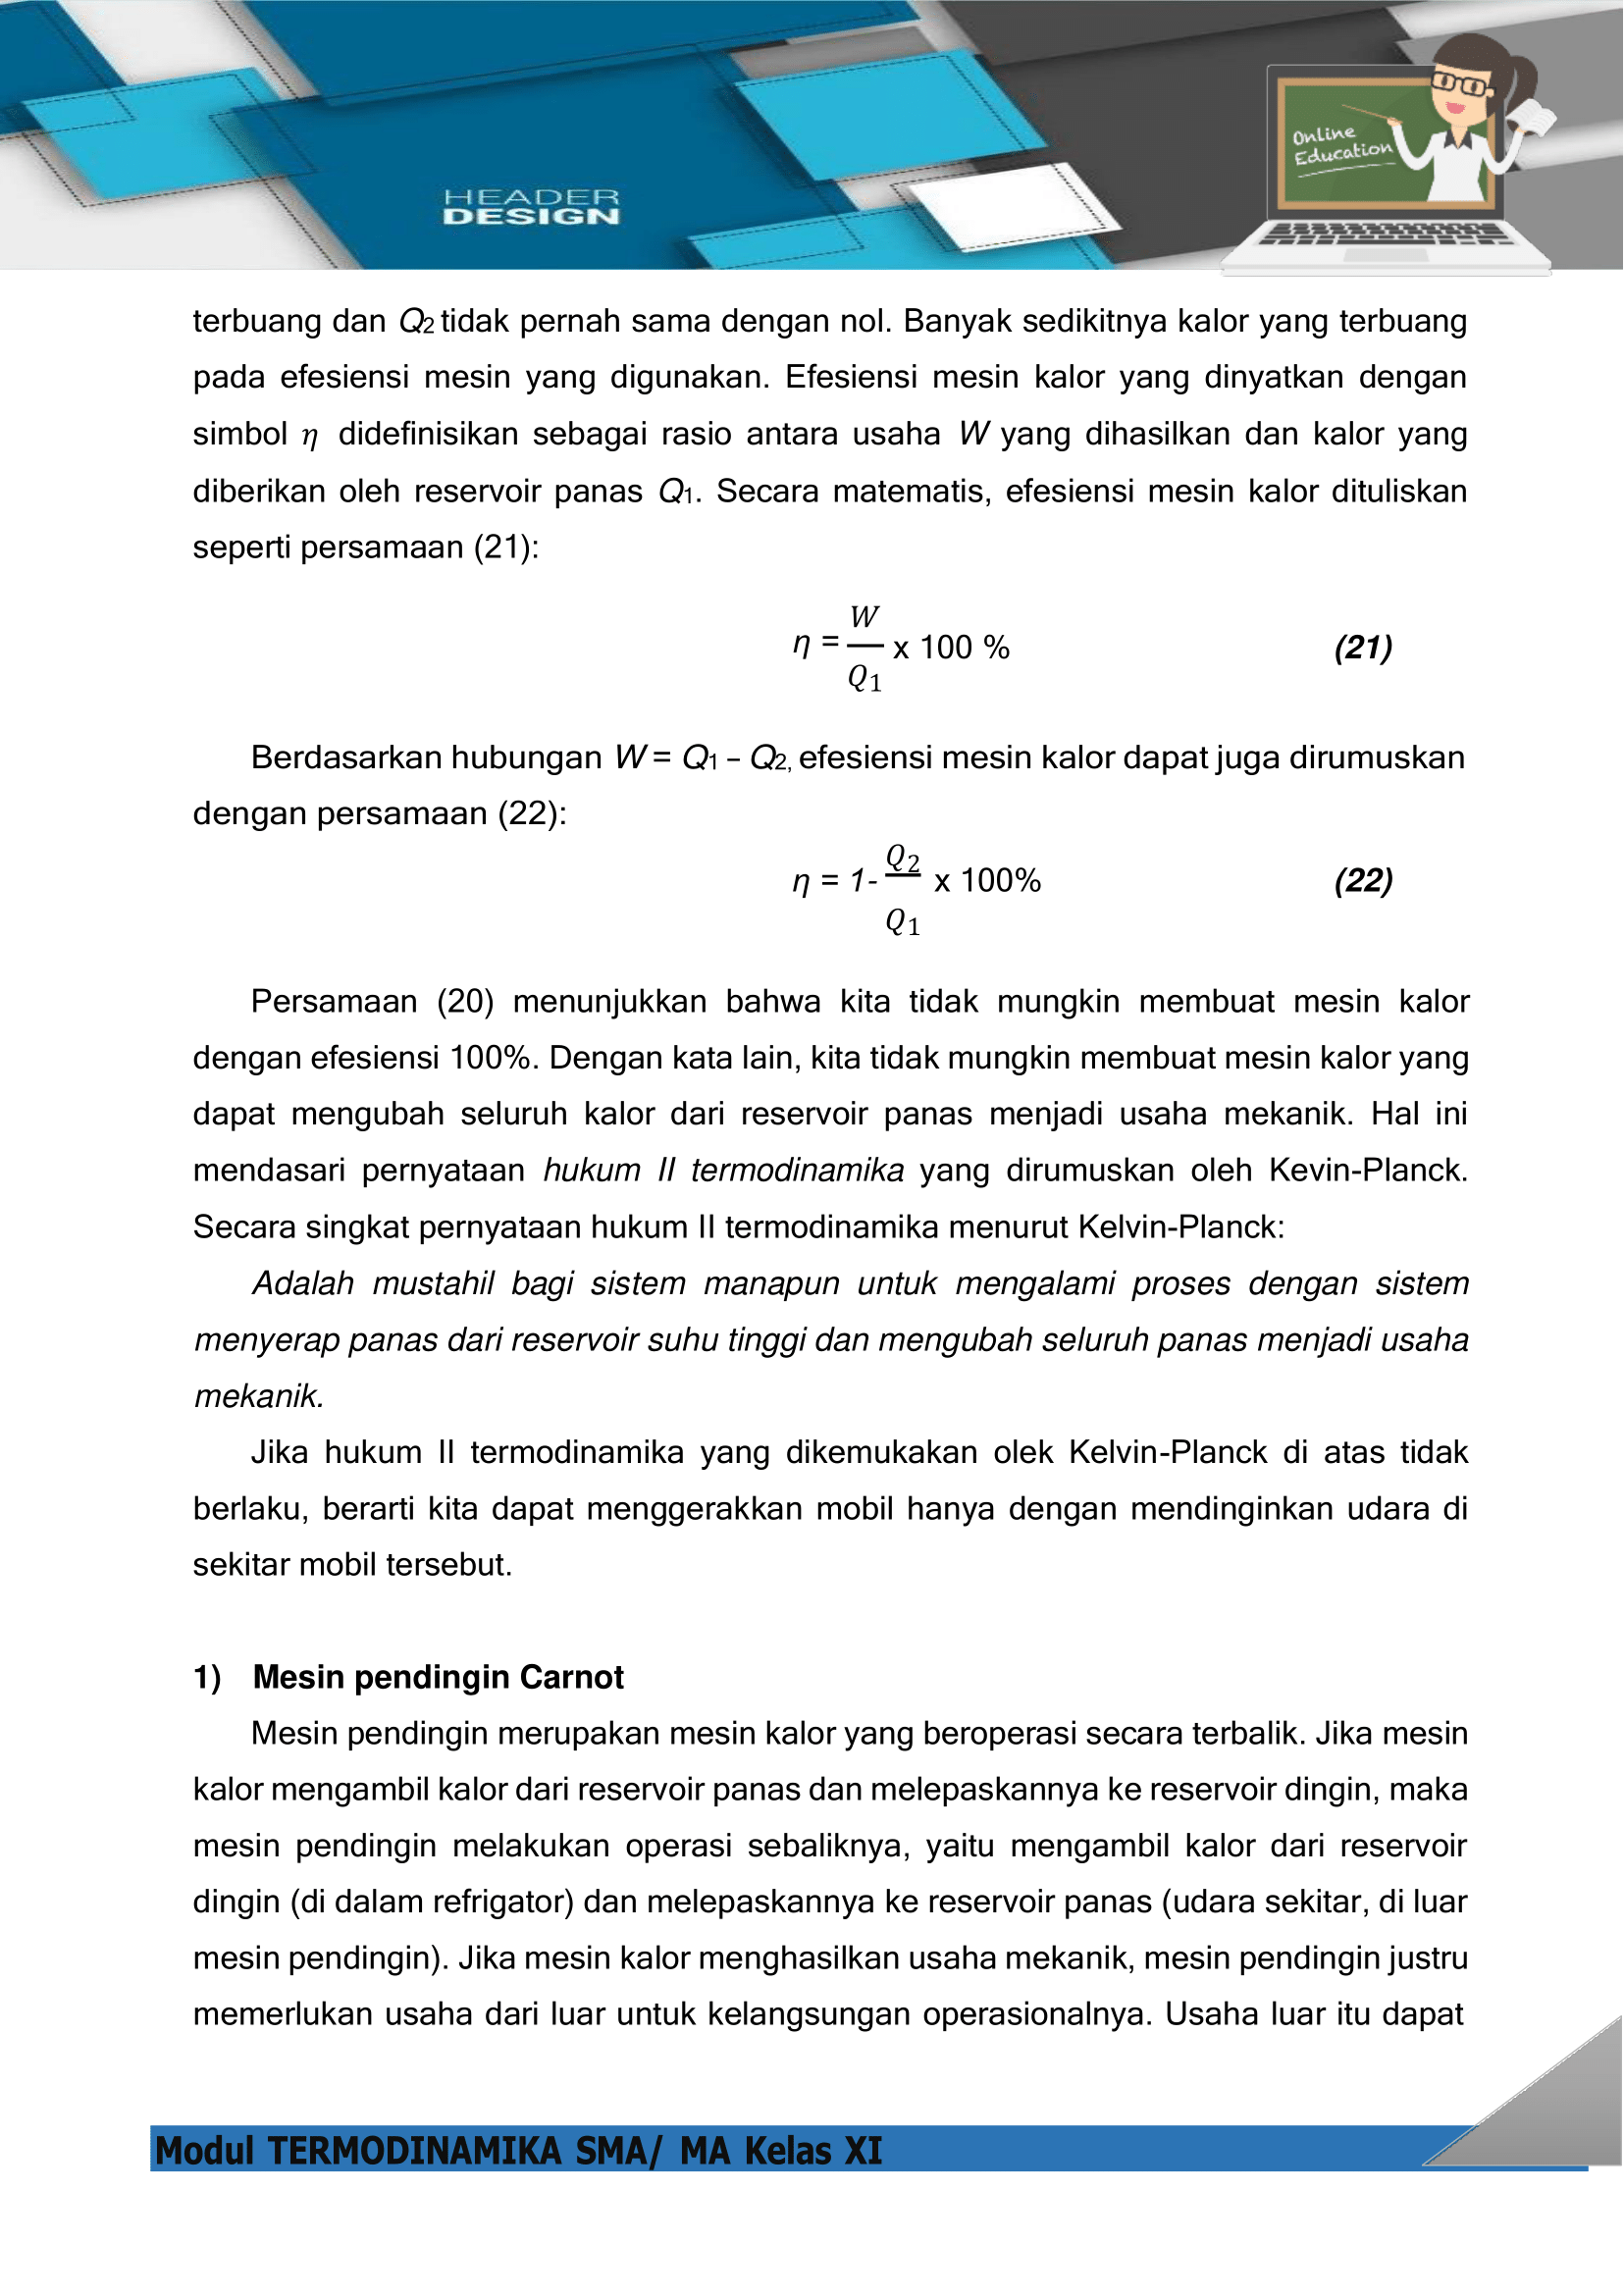 HEADER
DESIGN
Online
Education
terbuang dan Q2 tidak pernah sama dengan nol. Banyak sedikitnya kalor yang terbuang
pada efesiensi mesin yang digunakan. Efesiensi mesin kalor yang dinyatkan dengan
simbol η didefinisikan sebagai rasio antara usaha W yang dihasilkan dan kalor yang
diberikan oleh reservoir panas Q1. Secara matematis, efesiensi mesin kalor dituliskan
seperti persamaan (21):
η = W/Q1 x 100 % (21)
Berdasarkan hubungan W = Q1 – Q2, efesiensi mesin kalor dapat juga dirumuskan
dengan persamaan (22):
η = 1- Q2/Q1 x 100% (22)
Persamaan (20) menunjukkan bahwa kita tidak mungkin membuat mesin kalor
dengan efesiensi 100%. Dengan kata lain, kita tidak mungkin membuat mesin kalor yang
dapat mengubah seluruh kalor dari reservoir panas menjadi usaha mekanik. Hal ini
mendasari pernyataan hukum II termodinamika yang dirumuskan oleh Kevin-Planck.
Secara singkat pernyataan hukum II termodinamika menurut Kelvin-Planck:
Adalah mustahil bagi sistem manapun untuk mengalami proses dengan sistem
menyerap panas dari reservoir suhu tinggi dan mengubah seluruh panas menjadi usaha
mekanik.
Jika hukum II termodinamika yang dikemukakan olek Kelvin-Planck di atas tidak
berlaku, berarti kita dapat menggerakkan mobil hanya dengan mendinginkan udara di
sekitar mobil tersebut.
1) Mesin pendingin Carnot
Mesin pendingin merupakan mesin kalor yang beroperasi secara terbalik. Jika mesin
kalor mengambil kalor dari reservoir panas dan melepaskannya ke reservoir dingin, maka
mesin pendingin melakukan operasi sebaliknya, yaitu mengambil kalor dari reservoir
dingin (di dalam refrigator) dan melepaskannya ke reservoir panas (udara sekitar, di luar
mesin pendingin). Jika mesin kalor menghasilkan usaha mekanik, mesin pendingin justru
memerlukan usaha dari luar untuk kelangsungan operasionalnya. Usaha luar itu dapat
Modul TERMODINAMIKA SMA/ MA Kelas XI